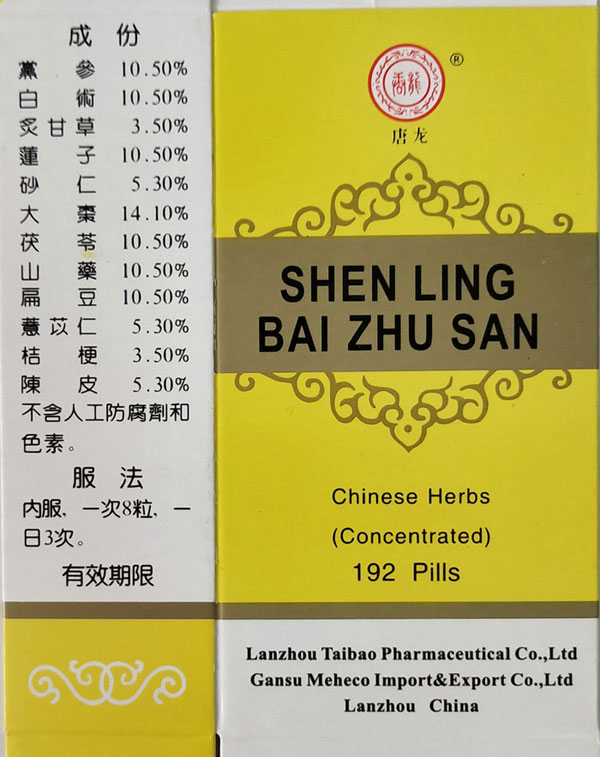 成 份
黨 參 10.50%
白 術 10.50%
炙甘草 3.50%
蓮 子 10.50%
砂 仁 5.30%
大 棗 14.10%
茯 苓 10.50%
山 藥 10.50%
扁 豆 10.50%
薏苡仁 5.30%
桔 梗 3.50%
陳 皮 5.30%
不含人工防腐劑和
色素。
服 法
内服，一次8粒，一
日3次。
有效期限
®
唐龙
SHEN LING
BAI ZHU SAN
Chinese Herbs
(Concentrated)
192 Pills
Lanzhou Taibao Pharmaceutical Co.,Ltd
Gansu Meheco Import&Export Co.,Ltd
Lanzhou China